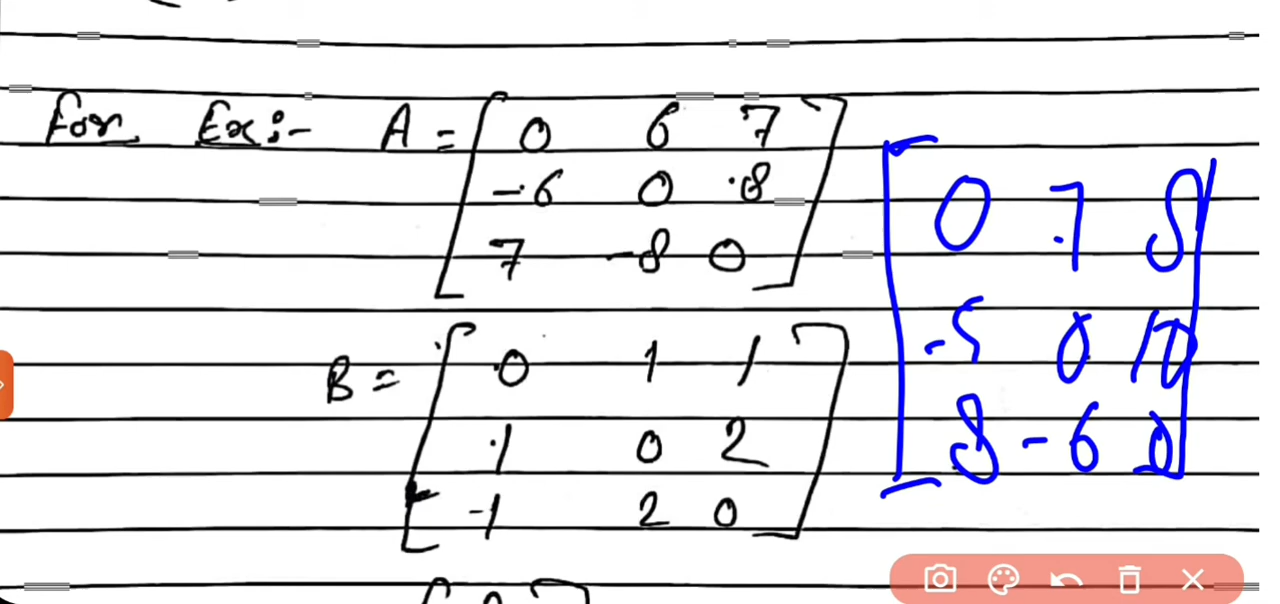 For Ex:- A = [ 0 6 7
-6 0 8
7 -8 0 ]
B = [ 0 1 1
1 0 2
-1 2 0 ]
[ 0 7 8
-5 0 10
8 -6 0 ]